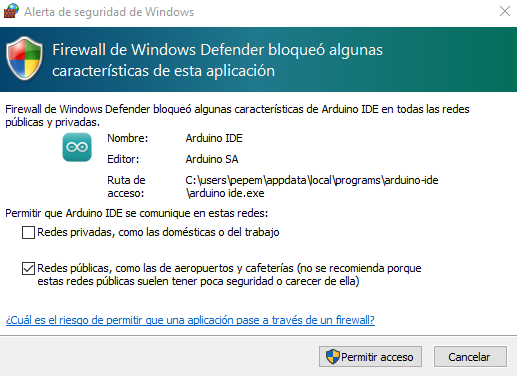 Alerta de seguridad de Windows
Firewall de Windows Defender bloqueó algunas
características de esta aplicación
Firewall de Windows Defender bloqueó algunas características de Arduino IDE en todas las redes
públicas y privadas.
Nombre: Arduino IDE
Editor: Arduino SA
Ruta de C:\users\pepem\appdata\local\programs\arduino-ide
acceso: \arduino ide.exe
Permitir que Arduino IDE se comunique en estas redes:
Redes privadas, como las domésticas o del trabajo
Redes públicas, como las de aeropuertos y cafeterías (no se recomienda porque
estas redes públicas suelen tener poca seguridad o carecer de ella)
¿Cuál es el riesgo de permitir que una aplicación pase a través de un firewall?
Permitir acceso Cancelar